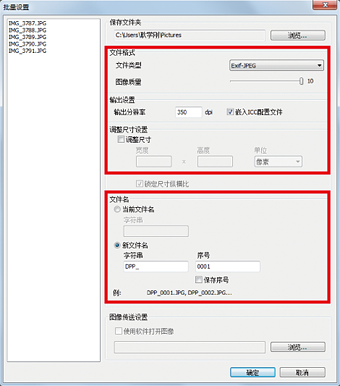 批量设置
IMG_3787.JPG
IMG_3788.JPG
IMG_3789.JPG
IMG_3790.JPG
IMG_3791.JPG
保存文件夹
C:\Users\默学刚\Pictures
浏览...
文件格式
文件类型
Exif-JPEG
图像质量
10
输出设置
输出分辨率
350
dpi
嵌入ICC配置文件
调整尺寸设置
调整尺寸
宽度
高度
单位
x
像素
锁定尺寸纵横比
文件名
当前文件名
字符串
新文件名
字符串
序号
DPP_
0001
保存序号
例:
DPP_0001.JPG, DPP_0002.JPG...
图像传送设置
使用软件打开图像
浏览...
确定
取消